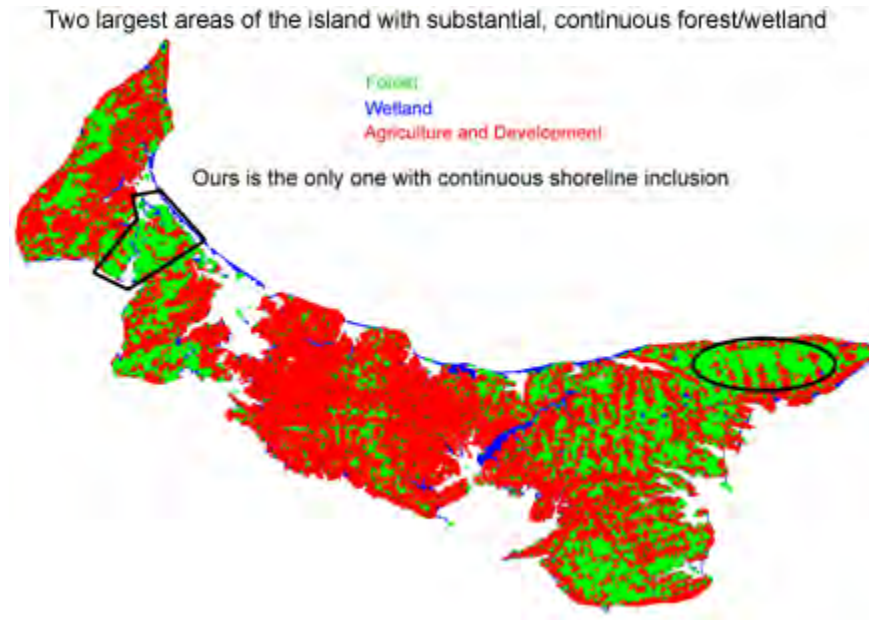 Two largest areas of the island with substantial, continuous forest/wetland
Forest
Wetland
Agriculture and Development
Ours is the only one with continuous shoreline inclusion